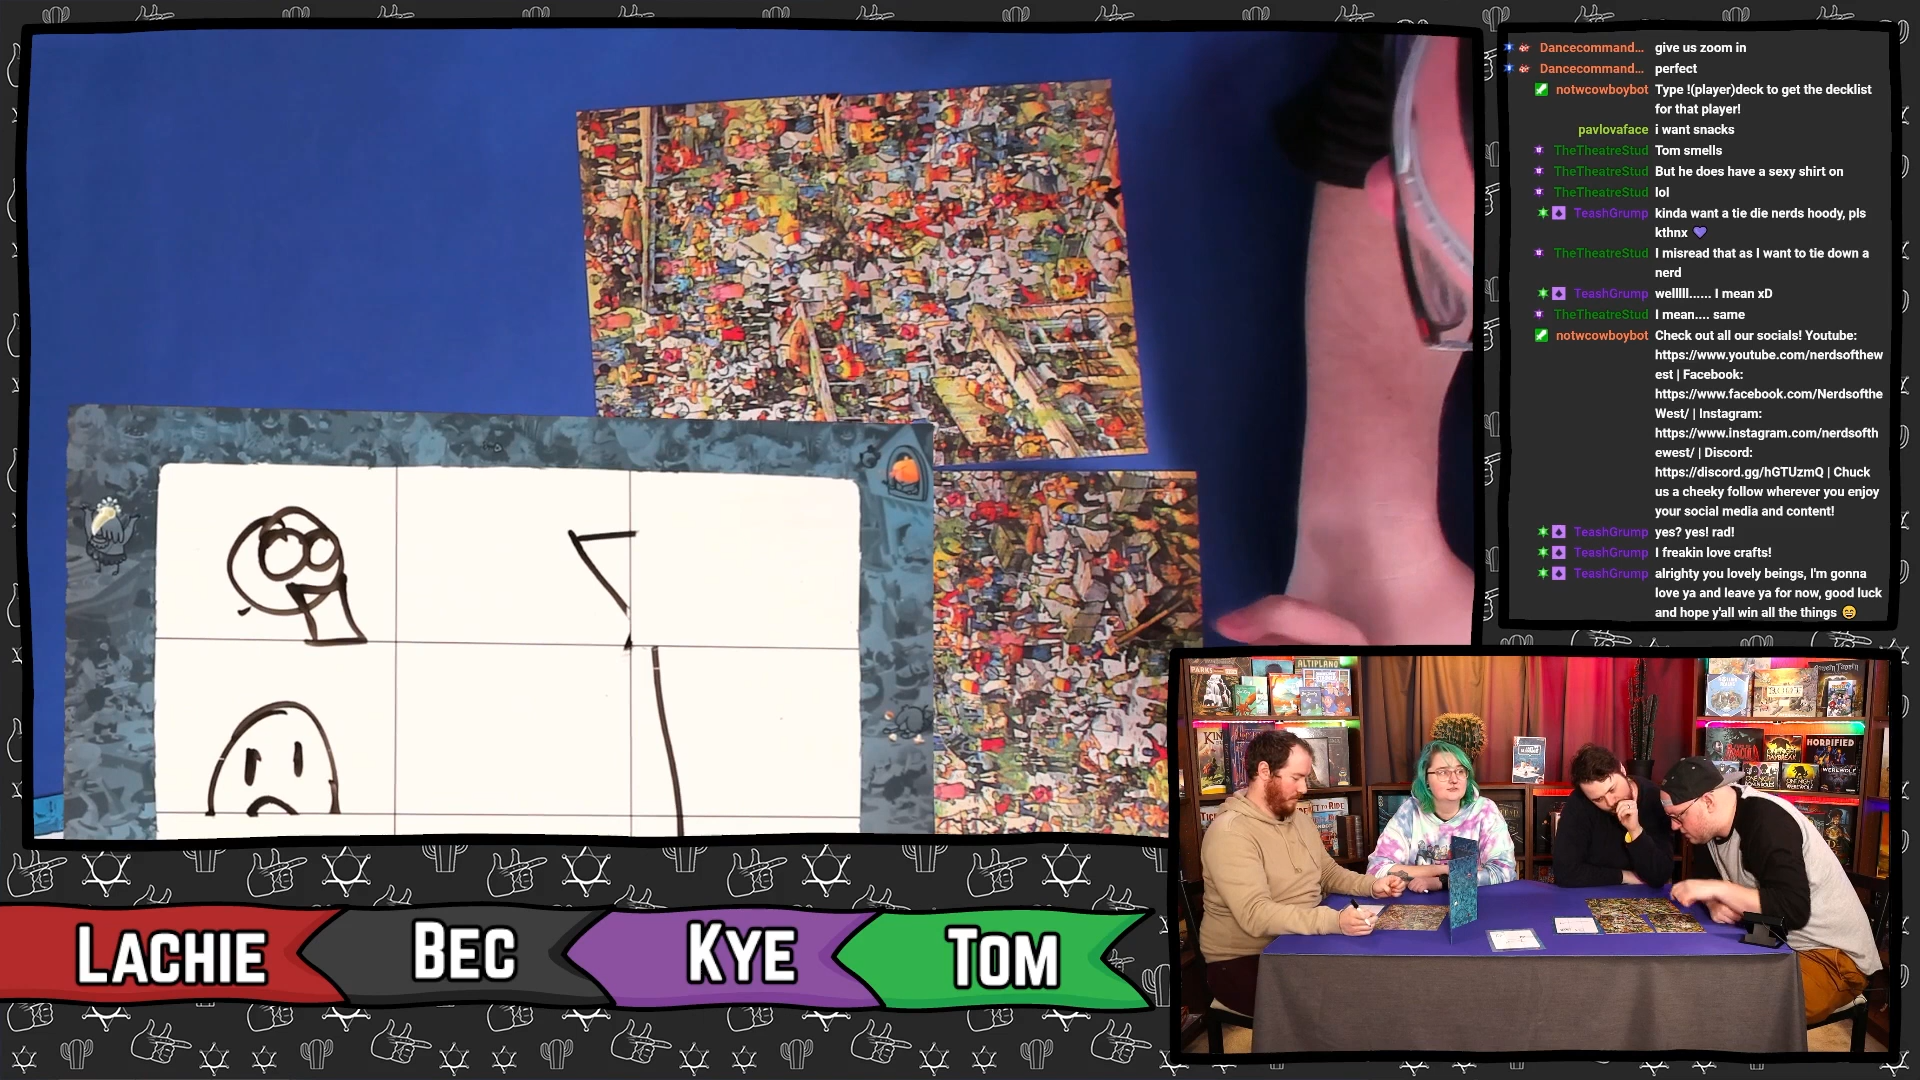 Dancecommand... give us zoom in
Dancecommand... perfect
notwcowboybot Type !(player)deck to get the decklist
for that player!
pavlovaface i want snacks
TheTheatreStud Tom smells
TheTheatreStud But he does have a sexy shirt on
TheTheatreStud lol
TeashGrump kinda want a tie die nerds hoody, pls
kthnx 💜
TheTheatreStud I misread that as I want to tie down a
nerd
TeashGrump welllll...... I mean xD
TheTheatreStud I mean.... same
notwcowboybot Check out all our socials! Youtube:
https://www.youtube.com/nerdsofthew
est | Facebook:
https://www.facebook.com/Nerdsofthe
West/ | Instagram:
https://www.instagram.com/nerdsofth
ewest/ | Discord:
https://discord.gg/hGTUzmQ | Chuck
us a cheeky follow wherever you enjoy
your social media and content!
TeashGrump yes? yes! rad!
TeashGrump I freakin love crafts!
TeashGrump alrighty you lovely beings, I'm gonna
love ya and leave ya for now, good luck
and hope y'all win all the things 😄
PARKS
ALTIPLANO
HORRIFIED
WEREWOLF
LACHIE
BEC
KYE
TOM